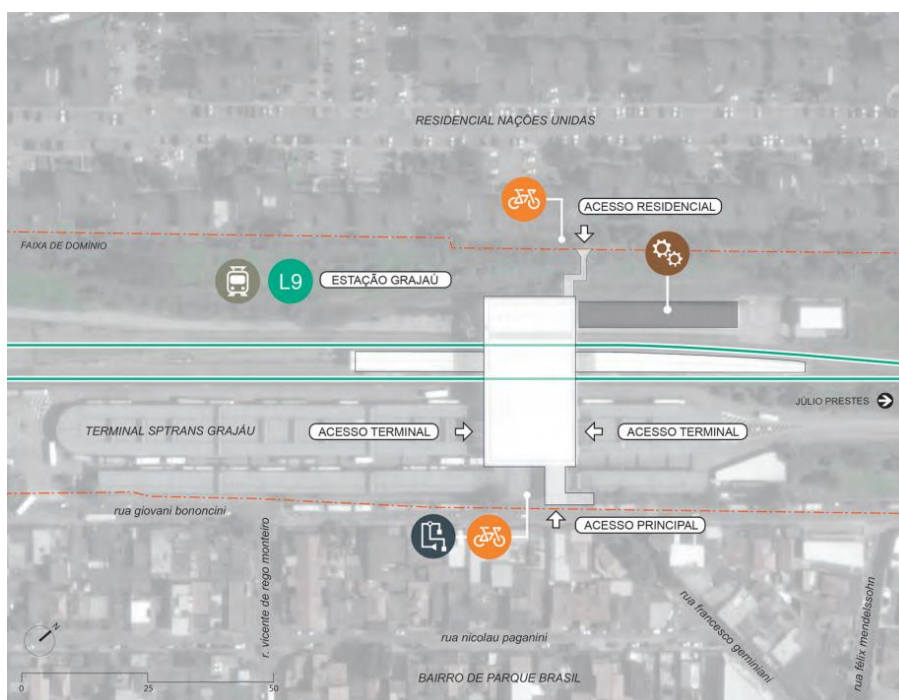 RESIDENCIAL NAÇÕES UNIDAS
ACESSO RESIDENCIAL
FAIXA DE DOMÍNIO
L9
ESTAÇÃO GRAJAÚ
JÚLIO PRESTES
TERMINAL SPTRANS GRAJÁU
ACESSO TERMINAL
ACESSO TERMINAL
rua giovani bononcini
ACESSO PRINCIPAL
r. vicente de rego monteiro
rua francesco geminiani
rua félix mendelssohn
N
rua nicolau paganini
BAIRRO DE PARQUE BRASIL
0
25
50